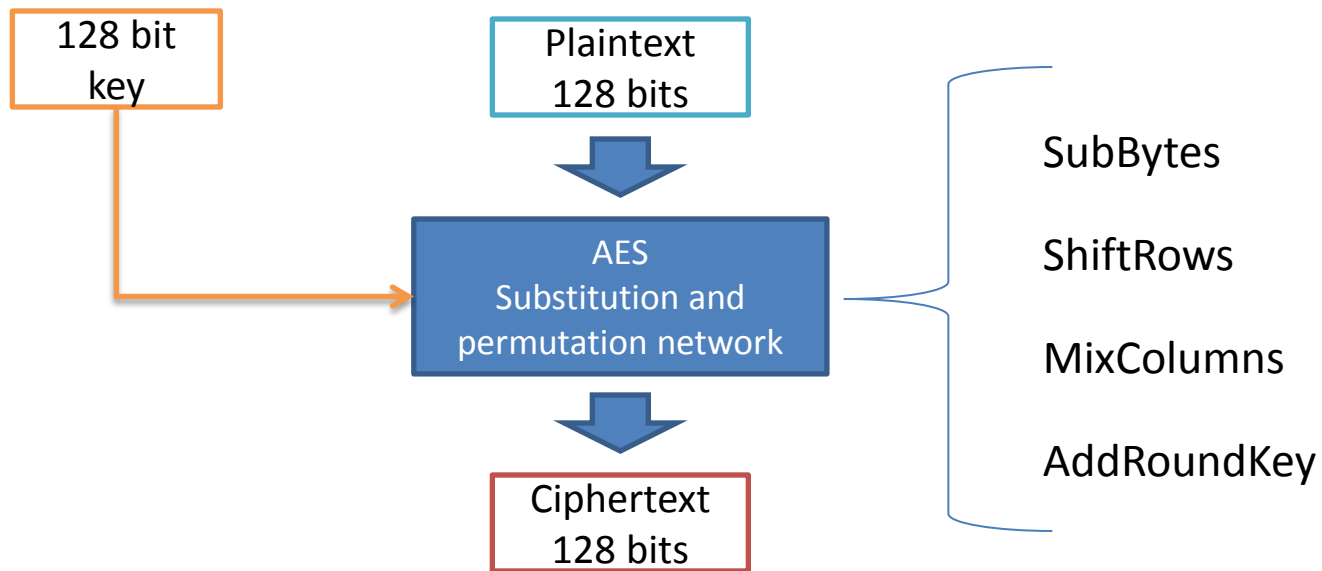 128 bit
key
Plaintext
128 bits
AES
Substitution and
permutation network
Ciphertext
128 bits
SubBytes
ShiftRows
MixColumns
AddRoundKey